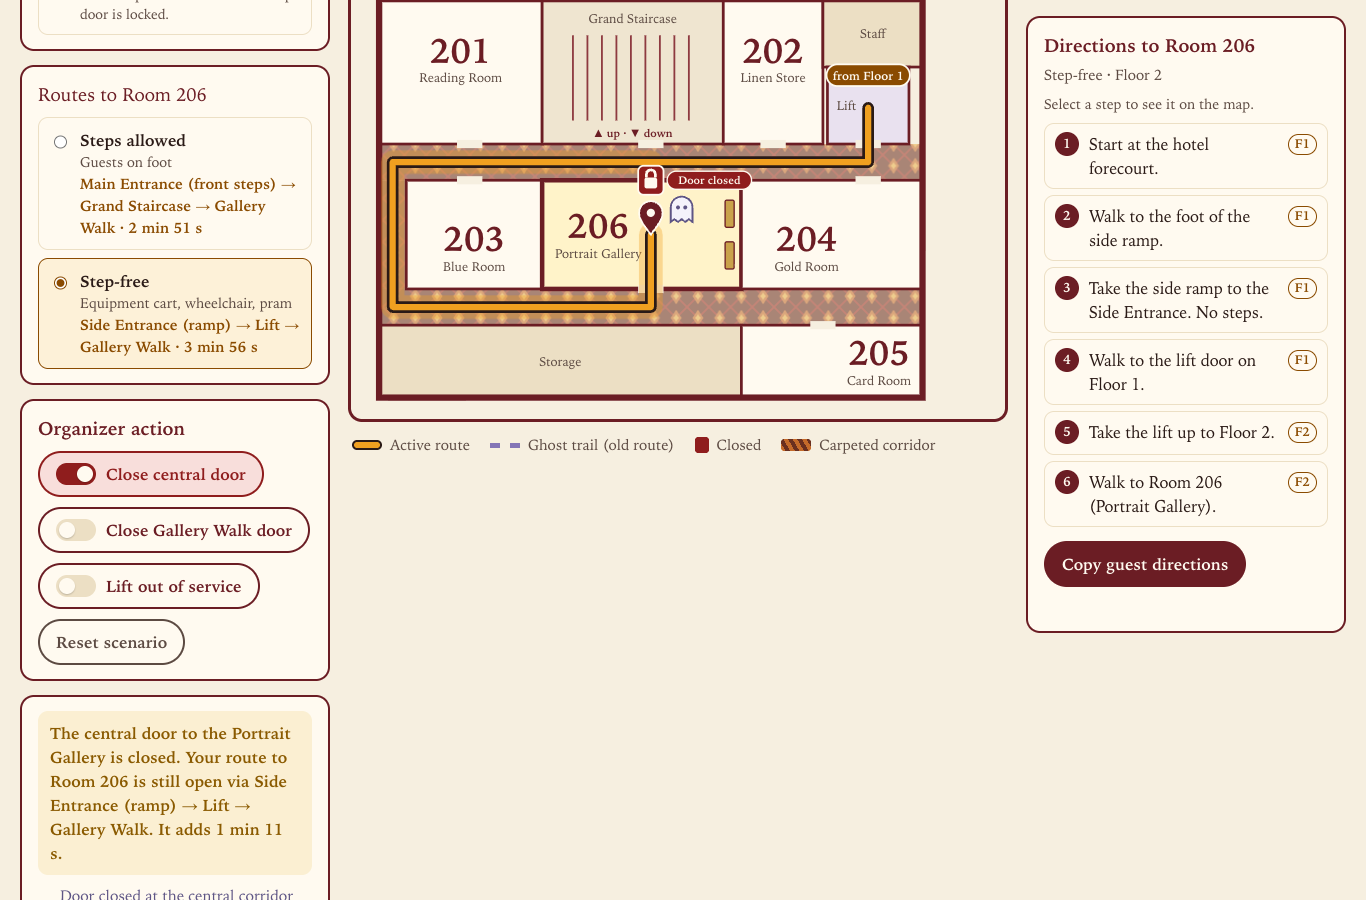 door is locked.
Routes to Room 206
Steps allowed
Guests on foot
Main Entrance (front steps) →
Grand Staircase → Gallery
Walk · 2 min 51 s
Step-free
Equipment cart, wheelchair, pram
Side Entrance (ramp) → Lift →
Gallery Walk · 3 min 56 s
Organizer action
Close central door
Close Gallery Walk door
Lift out of service
Reset scenario
The central door to the Portrait
Gallery is closed. Your route to
Room 206 is still open via Side
Entrance (ramp) → Lift →
Gallery Walk. It adds 1 min 11
s.
Door closed at the central corridor
201
Reading Room
Grand Staircase
▲ up · ▼ down
202
Linen Store
Staff
from Floor 1
Lift
Door closed
203
Blue Room
206
Portrait Gallery
204
Gold Room
Storage
205
Card Room
Active route
Ghost trail (old route)
Closed
Carpeted corridor
Directions to Room 206
Step-free · Floor 2
Select a step to see it on the map.
1 Start at the hotel F1
forecourt.
2 Walk to the foot of the F1
side ramp.
3 Take the side ramp to the F1
Side Entrance. No steps.
4 Walk to the lift door on F1
Floor 1.
5 Take the lift up to Floor 2. F2
6 Walk to Room 206 F2
(Portrait Gallery).
Copy guest directions